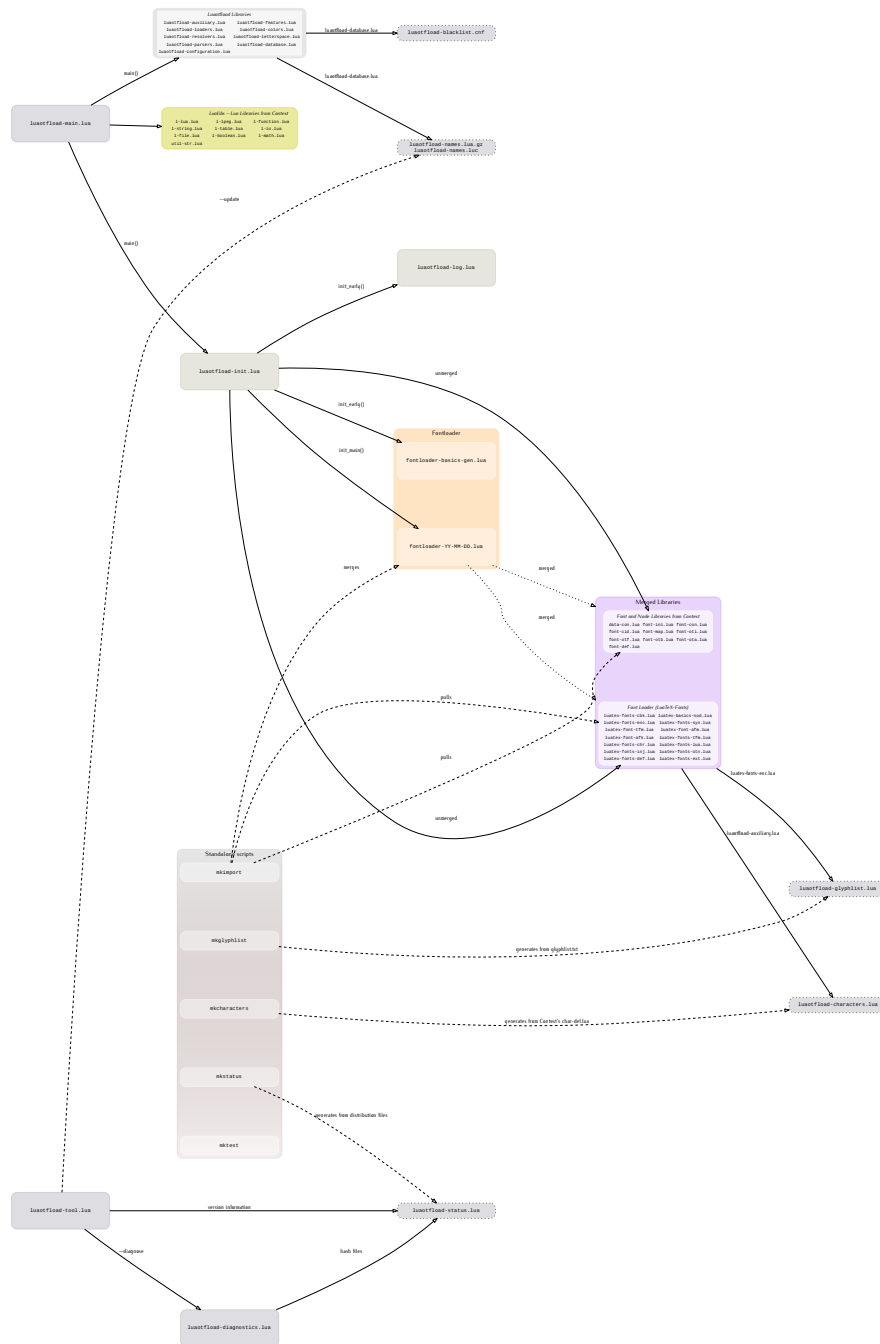 Luaotfload Libraries
luaotfload-auxiliary.lua luaotfload-features.lua
luaotfload-loaders.lua luaotfload-colors.lua
luaotfload-resolvers.lua luaotfload-letterspace.lua
luaotfload-parsers.lua luaotfload-database.lua
luaotfload-configuration.lua
luaotfload-database.lua
luaotfload-blacklist.cnf
main()
luaotfload-database.lua
luaotfload-main.lua
Lualibs -- Lua Libraries from Context
l-lua.lua l-lpeg.lua l-function.lua
l-string.lua l-table.lua l-io.lua
l-file.lua l-boolean.lua l-math.lua
util-str.lua
luaotfload-names.lua.gz
luaotfload-names.luc
--update
main()
luaotfload-log.lua
init_early()
luaotfload-init.lua
unmerged
init_early()
Fontloader
init_main()
fontloader-basics-gen.lua
fontloader-YY-MM-DD.lua
merges
merged
Merged Libraries
merged
Font and Node Libraries from Context
data-con.lua font-ini.lua font-con.lua
font-cid.lua font-map.lua font-oti.lua
font-otf.lua font-otb.lua font-ota.lua
font-def.lua
pulls
Font Loader (LuaTeX-Fonts)
luatex-fonts-cbk.lua luatex-basics-nod.lua
luatex-fonts-enc.lua luatex-fonts-syn.lua
luatex-font-tfm.lua luatex-font-afm.lua
luatex-font-afk.lua luatex-fonts-tfm.lua
luatex-fonts-chr.lua luatex-fonts-lua.lua
luatex-fonts-inj.lua luatex-fonts-otn.lua
luatex-fonts-def.lua luatex-fonts-ext.lua
pulls
luatex-fonts-enc.lua
unmerged
luaotfload-auxiliary.lua
Standalone scripts
mkimport
luaotfload-glyphlist.lua
mkglyphlist
generates from glyphlist.txt
luaotfload-characters.lua
mkcharacters
generates from Context's char-def.lua
mkstatus
generates from distribution files
mktest
luaotfload-tool.lua
version information
luaotfload-status.lua
--diagnose
hash files
luaotfload-diagnostics.lua